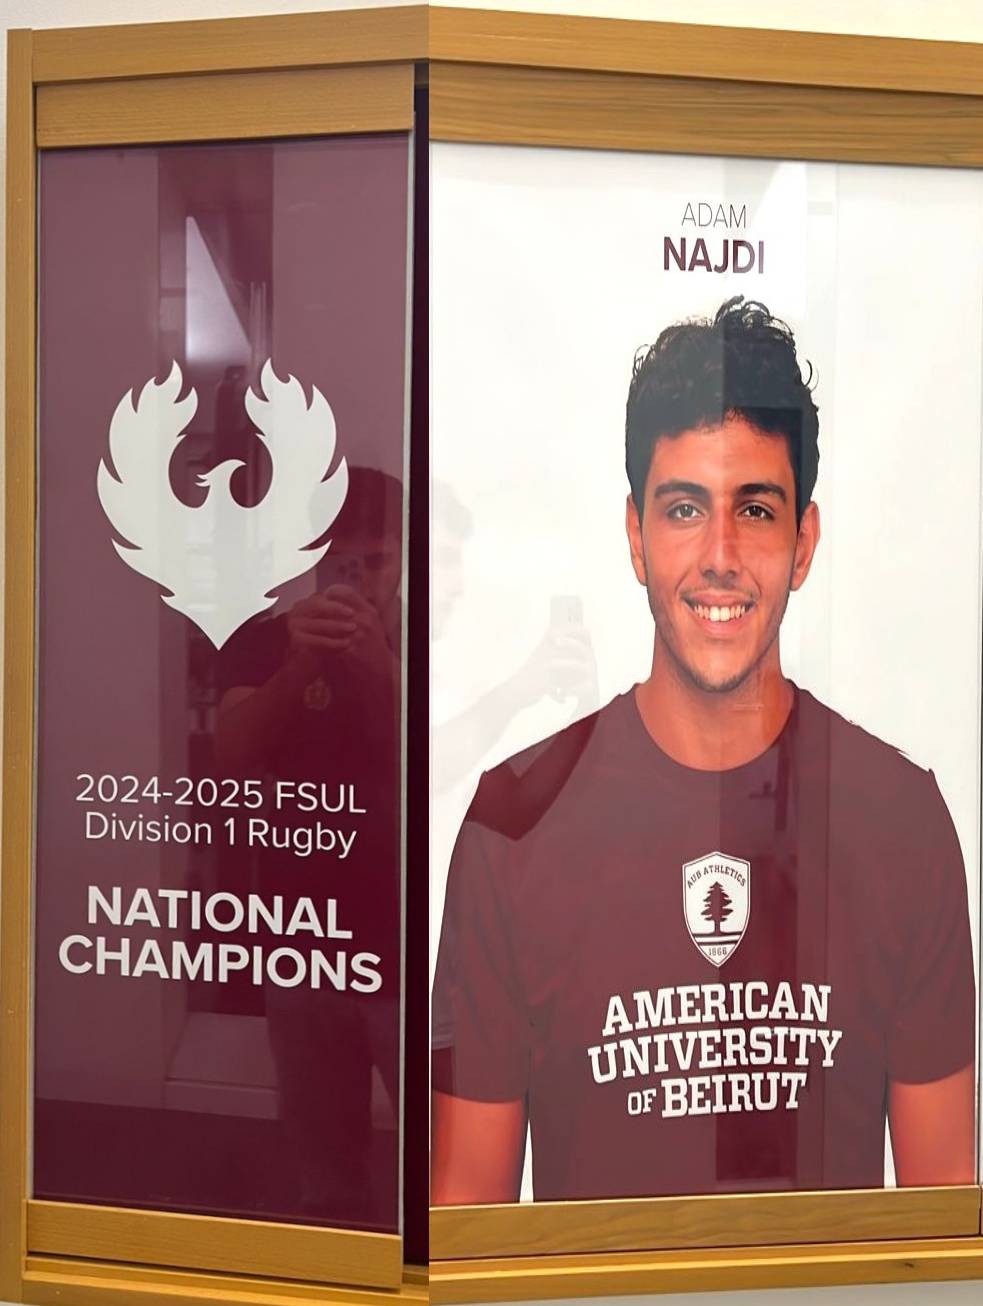 2024-2025 FSUL
Division 1 Rugby
NATIONAL
CHAMPIONS
ADAM
NAJDI
AUB ATHLETICS
1866
AMERICAN
UNIVERSITY
OF BEIRUT